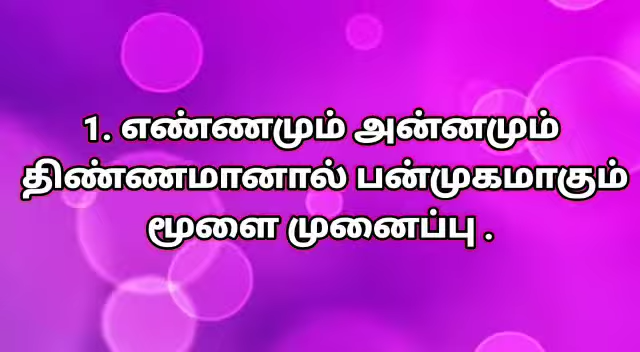 1. எண்ணமும் அன்னமும்
திண்ணமானால் பன்முகமாகும்
மூளை முனைப்பு .